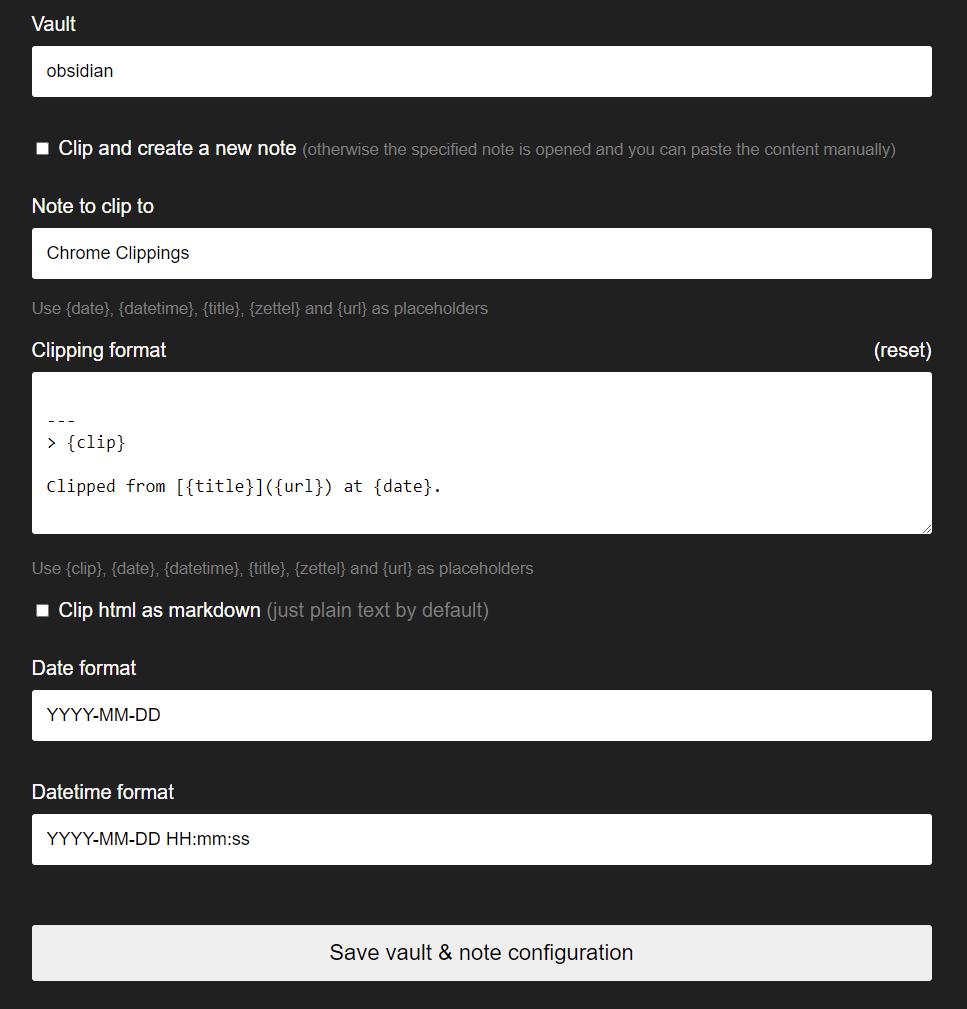 Vault
obsidian
Clip and create a new note (otherwise the specified note is opened and you can paste the content manually)
Note to clip to
Chrome Clippings
Use {date}, {datetime}, {title}, {zettel} and {url} as placeholders
Clipping format (reset)
---
> {clip}
Clipped from [{title}]({url}) at {date}.
Use {clip}, {date}, {datetime}, {title}, {zettel} and {url} as placeholders
Clip html as markdown (just plain text by default)
Date format
YYYY-MM-DD
Datetime format
YYYY-MM-DD HH:mm:ss
Save vault & note configuration